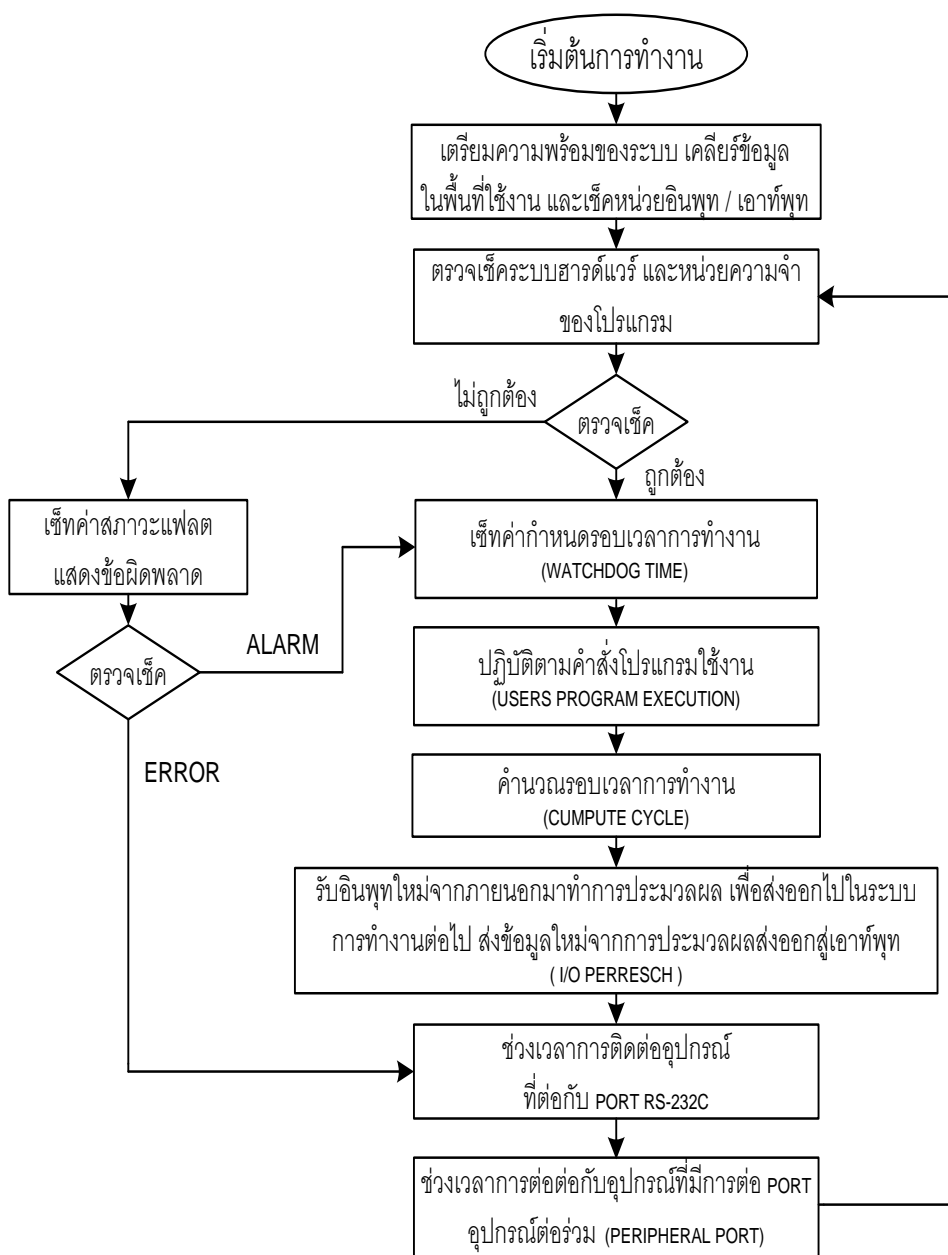 เริ่มต้นการทำงาน
เตรียมความพร้อมของระบบ เคลียร์ข้อมูล
ในพื้นที่ใช้งาน และเช็คหน่วยอินพุท / เอาท์พุท
ตรวจเช็คระบบฮารด์แวร์ และหน่วยความจำ
ของโปรแกรม
ไม่ถูกต้อง
ตรวจเช็ค
ถูกต้อง
เซ็ทค่าสภาวะแฟลต
แสดงข้อผิดพลาด
เซ็ทค่ากำหนดรอบเวลาการทำงาน
(WATCHDOG TIME)
ALARM
ตรวจเช็ค
ปฏิบัติตามคำสั่งโปรแกรมใช้งาน
(USERS PROGRAM EXECUTION)
ERROR
คำนวณรอบเวลาการทำงาน
(CUMPUTE CYCLE)
รับอินพุทใหม่จากภายนอกมาทำการประมวลผล เพื่อส่งออกไปในระบบ
การทำงานต่อไป ส่งข้อมูลใหม่จากการประมวลผลส่งออกสู่เอาท์พุท
( I/O PERRESCH )
ช่วงเวลาการติดต่ออุปกรณ์
ที่ต่อกับ PORT RS-232C
ช่วงเวลาการต่อต่อกับอุปกรณ์ที่มีการต่อ PORT
อุปกรณ์ต่อร่วม (PERIPHERAL PORT)